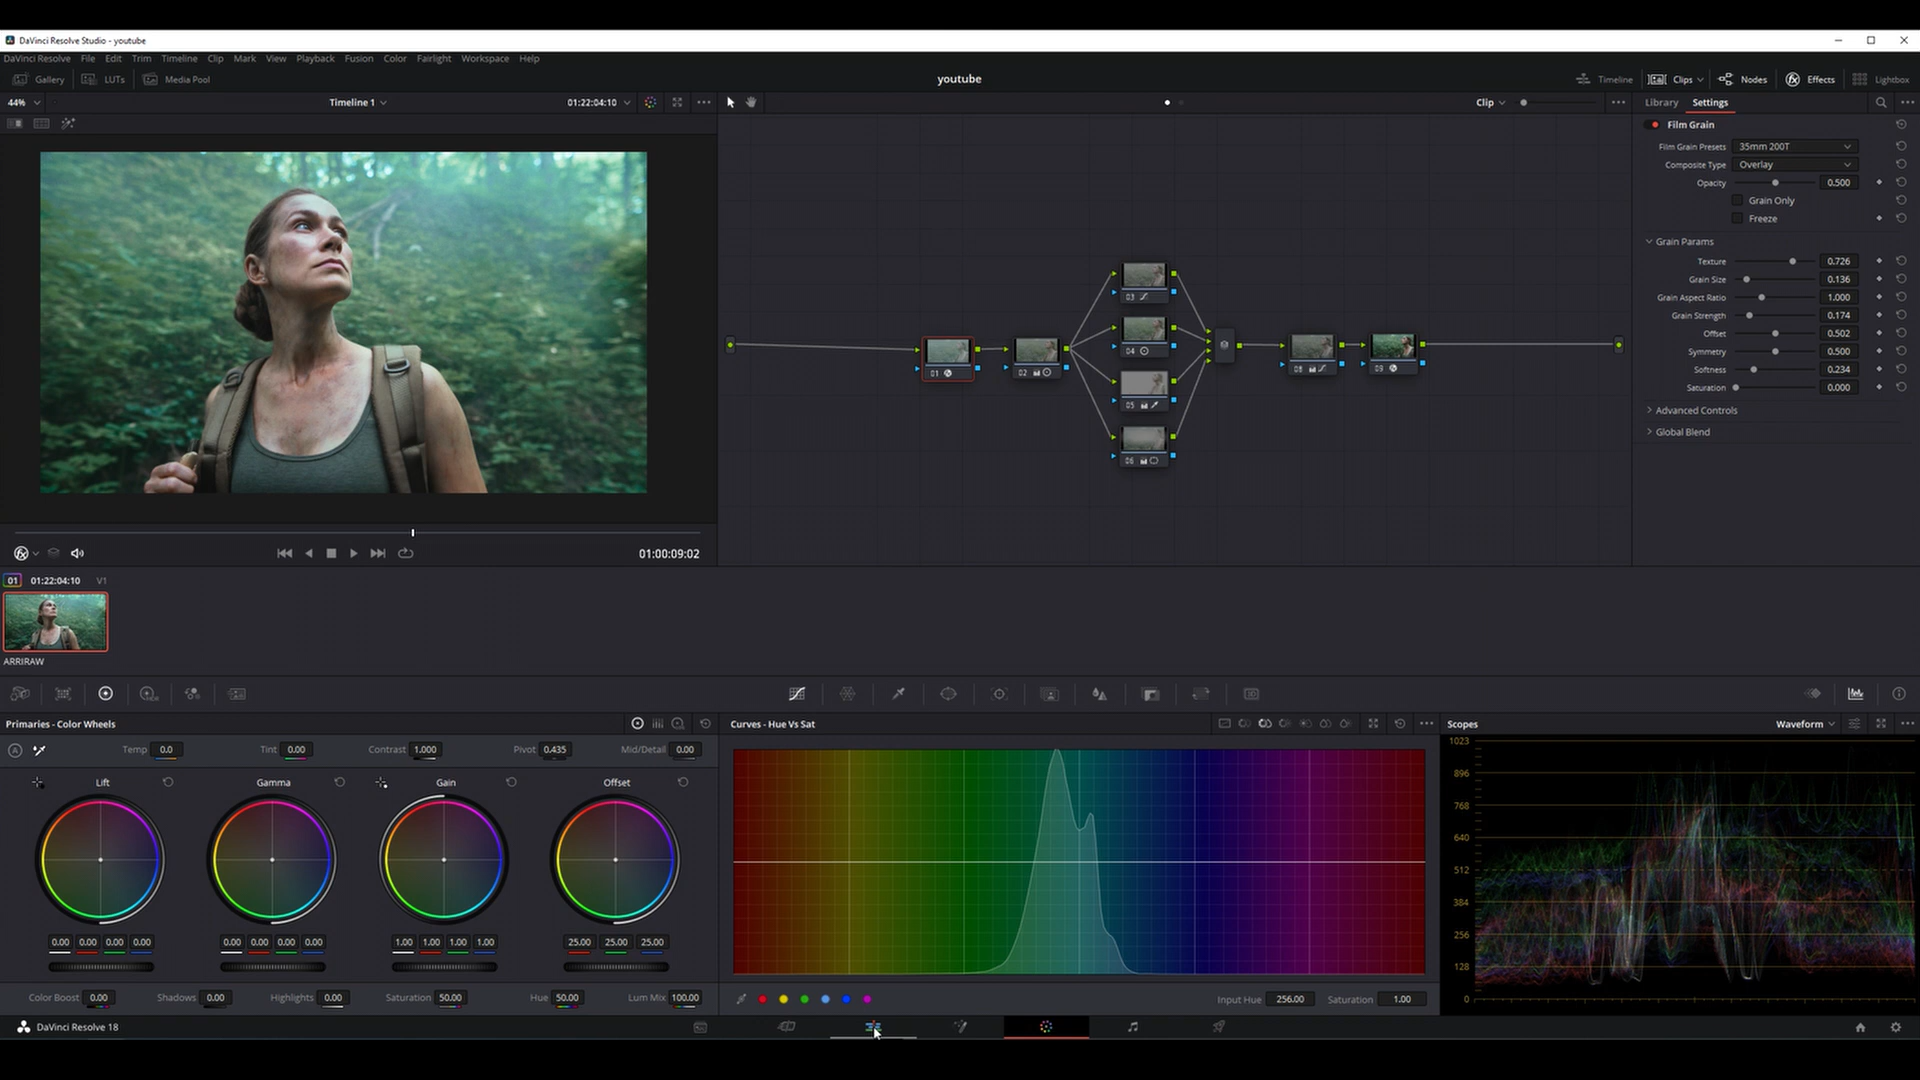 DaVinci Resolve Studio - youtube
DaVinci Resolve File Edit Trim Timeline Clip Mark View Playback Fusion Color Fairlight Workspace Help
Gallery LUTs Media Pool youtube Timeline Clips Nodes Effects Lightbox
44% Timeline 1 01:22:04:10 Clip Library Settings
Film Grain
Film Grain Presets 35mm 200T
Composite Type Overlay
Opacity 0.500
Grain Only
Freeze
Grain Params
Texture 0.726
Grain Size 0.136
Grain Aspect Ratio 1.000
Grain Strength 0.174
Offset 0.502
Symmetry 0.500
Softness 0.234
Saturation 0.000
Advanced Controls
Global Blend
03
04
01 02 08 09
05
06
01:00:09:02
01 01:22:04:10 V1
ARRIRAW
Primaries - Color Wheels
Temp 0.0 Tint 0.00 Contrast 1.000 Pivot 0.435 Mid/Detail 0.00
A
Lift Gamma Gain Offset
0.00 0.00 0.00 0.00 0.00 0.00 0.00 0.00 1.00 1.00 1.00 1.00 25.00 25.00 25.00
Color Boost 0.00 Shadows 0.00 Highlights 0.00 Saturation 50.00 Hue 50.00 Lum Mix 100.00
Curves - Hue Vs Sat
Input Hue 256.00 Saturation 1.00
Scopes Waveform
1023
896
768
640
512
384
256
128
0
DaVinci Resolve 18